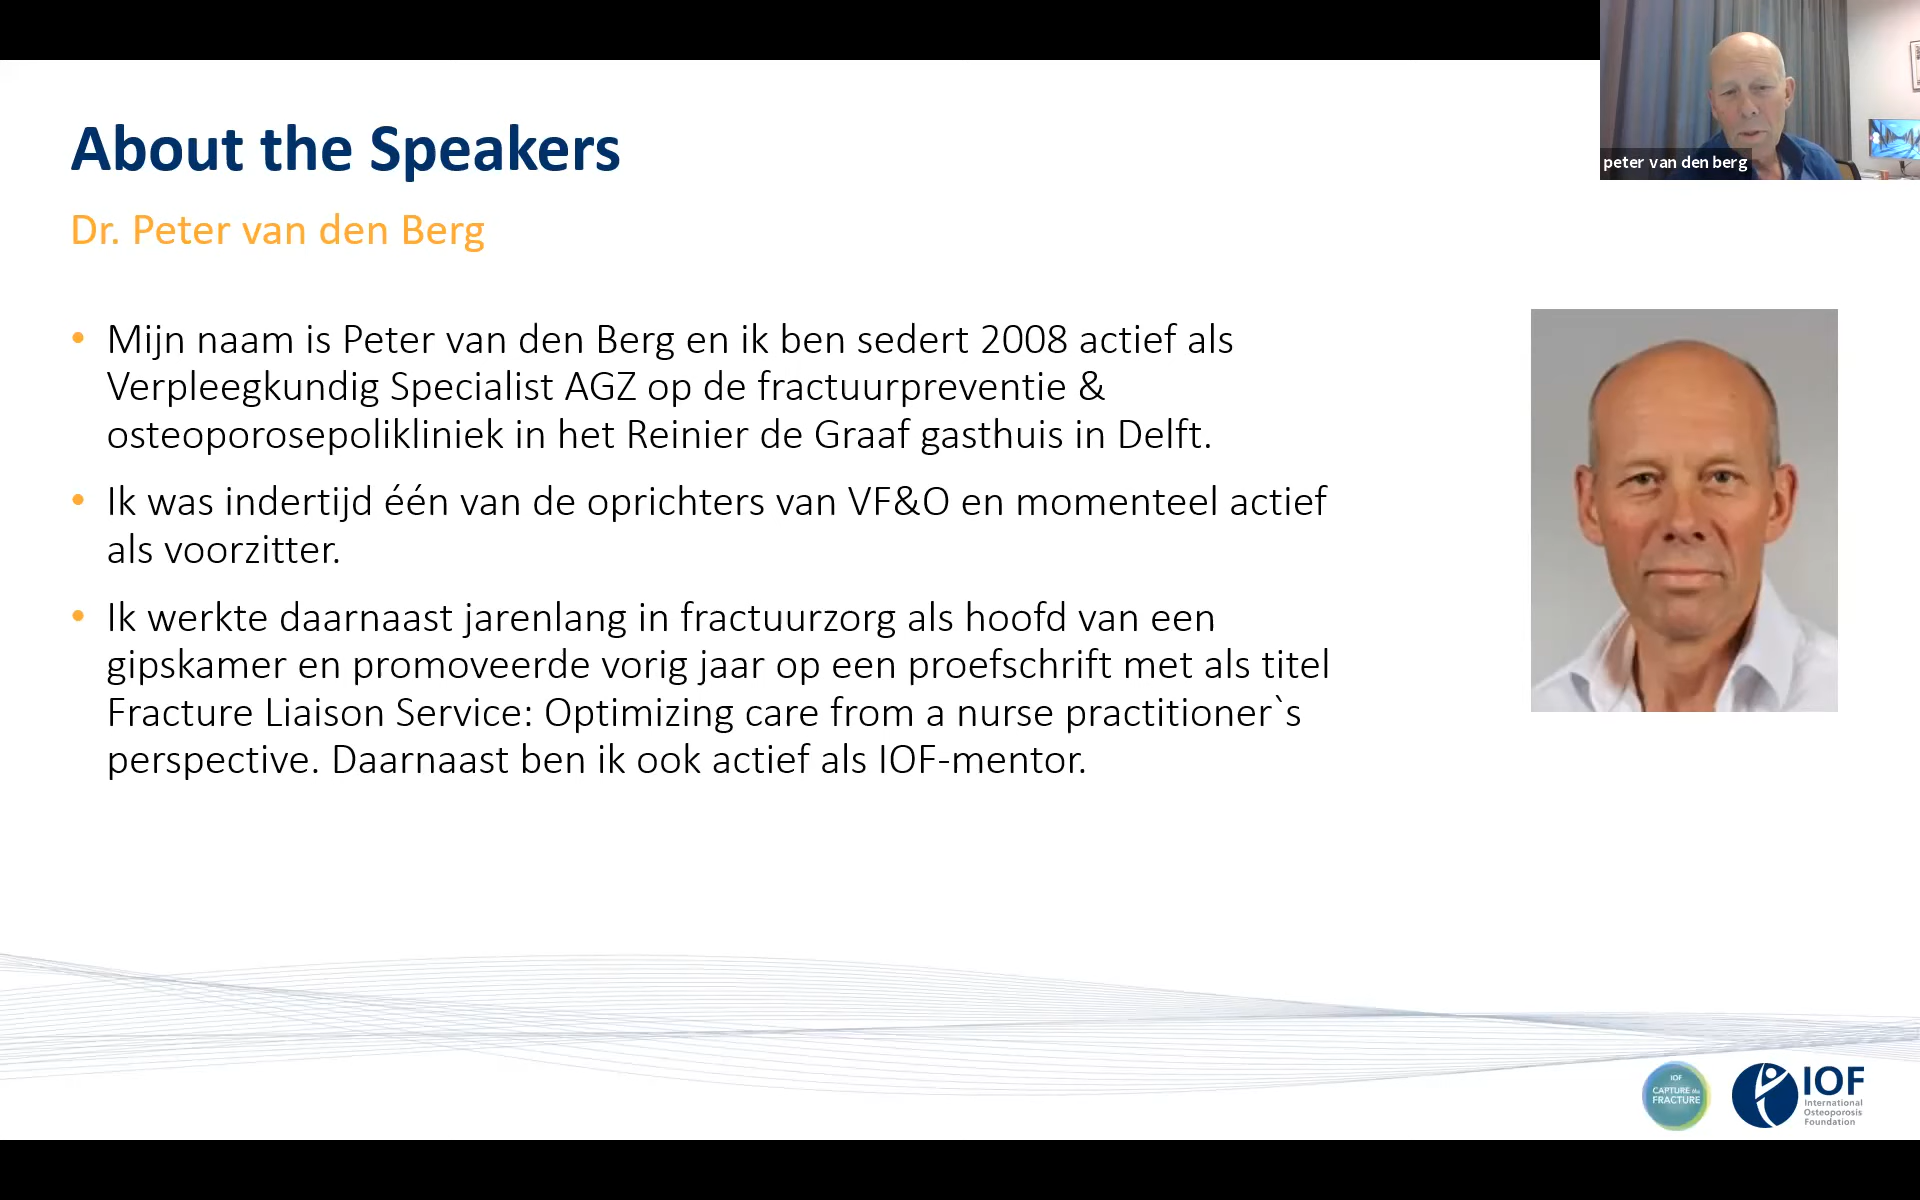 peter van den berg
About the Speakers
Dr. Peter van den Berg
• Mijn naam is Peter van den Berg en ik ben sedert 2008 actief als
Verpleegkundig Specialist AGZ op de fractuurpreventie &
osteoporosepolikliniek in het Reinier de Graaf gasthuis in Delft.
• Ik was indertijd één van de oprichters van VF&O en momenteel actief
als voorzitter.
• Ik werkte daarnaast jarenlang in fractuurzorg als hoofd van een
gipskamer en promoveerde vorig jaar op een proefschrift met als titel
Fracture Liaison Service: Optimizing care from a nurse practitioner`s
perspective. Daarnaast ben ik ook actief als IOF-mentor.
IOF
CAPTURE the
FRACTURE
IOF
International
Osteoporosis
Foundation